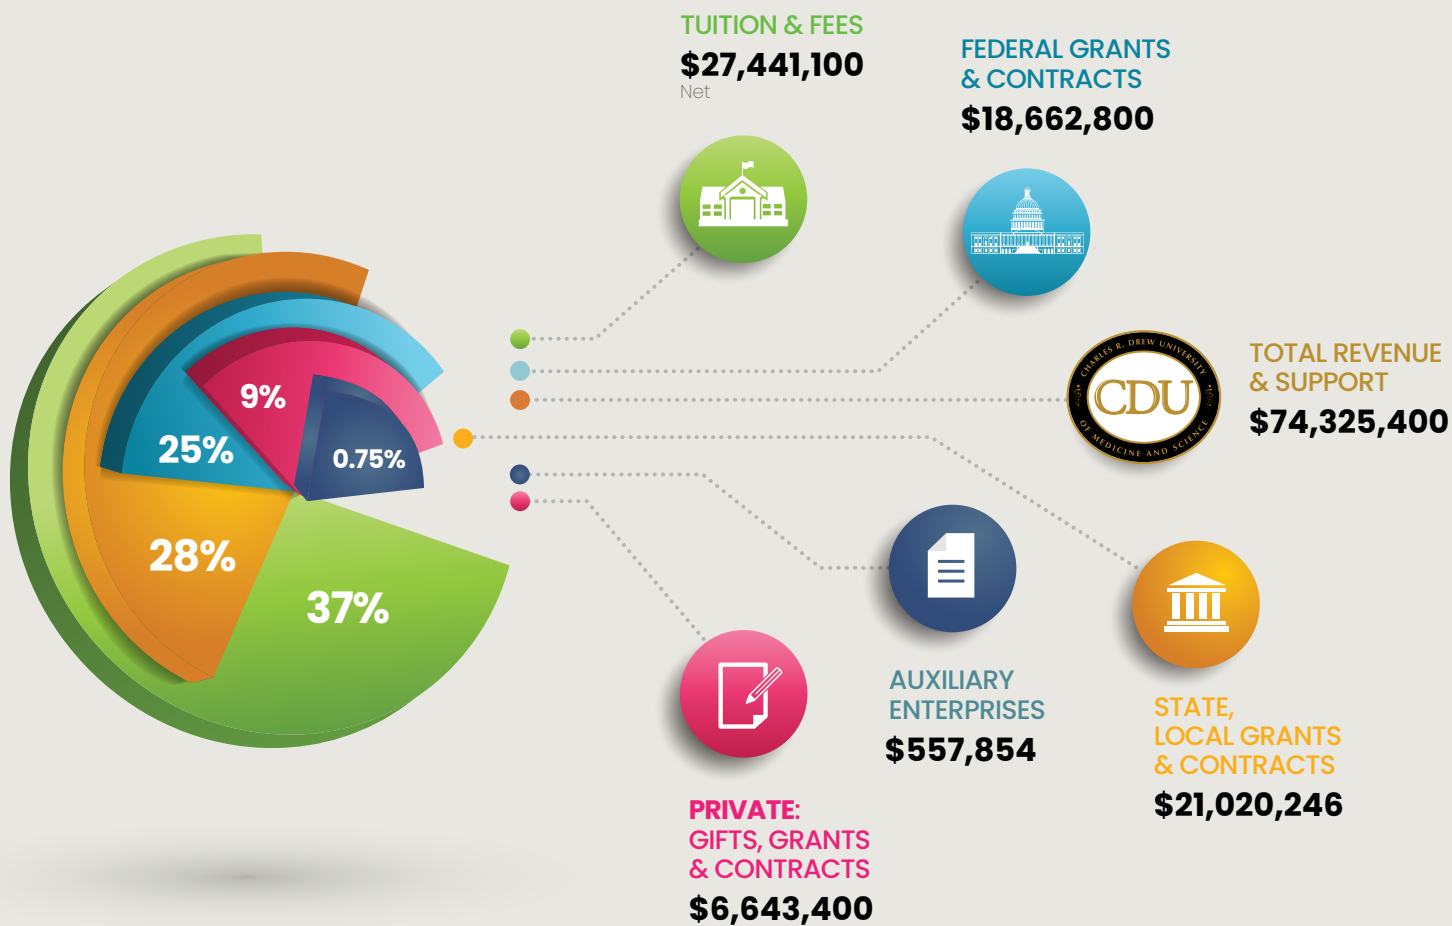 TUITION & FEES
$27,441,100
Net
FEDERAL GRANTS
& CONTRACTS
$18,662,800
CHARLES R. DREW UNIVERSITY
CDU
OF MEDICINE AND SCIENCE
TOTAL REVENUE
& SUPPORT
$74,325,400
9%
25%
0.75%
28%
37%
AUXILIARY
ENTERPRISES
$557,854
STATE,
LOCAL GRANTS
& CONTRACTS
$21,020,246
PRIVATE:
GIFTS, GRANTS
& CONTRACTS
$6,643,400